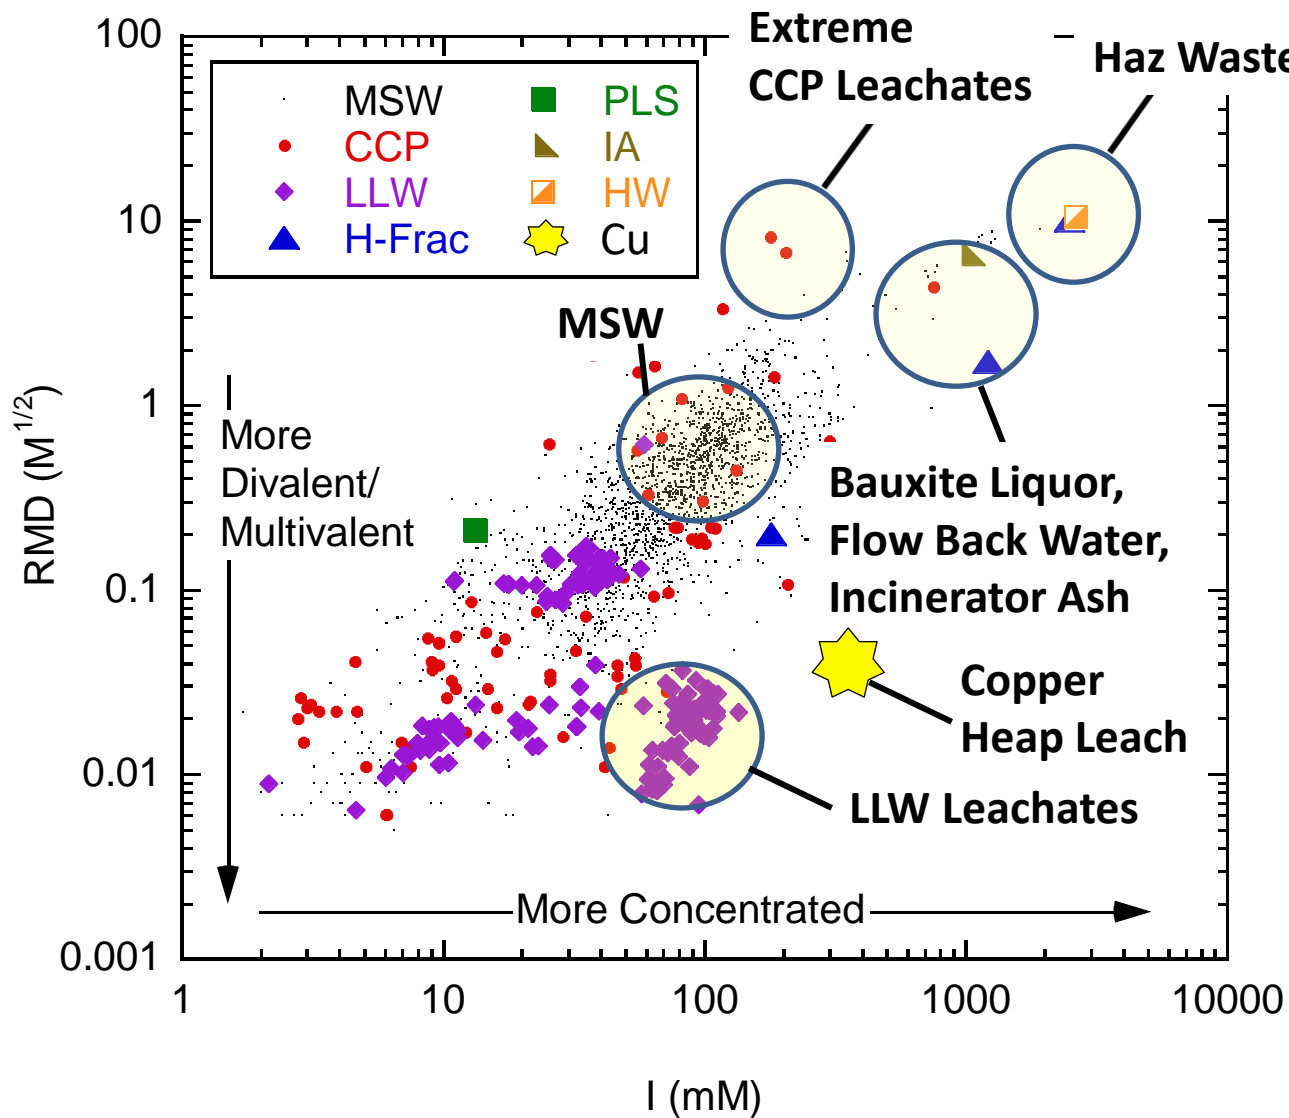 Extreme
CCP Leachates
Haz Waste
100
10
1
0.1
0.01
0.001
RMD (M^1/2)
MSW
PLS
CCP
IA
LLW
HW
H-Frac
Cu
MSW
More
Divalent/
Multivalent
Bauxite Liquor,
Flow Back Water,
Incinerator Ash
Copper
Heap Leach
LLW Leachates
More Concentrated
1
10
100
1000
10000
I (mM)